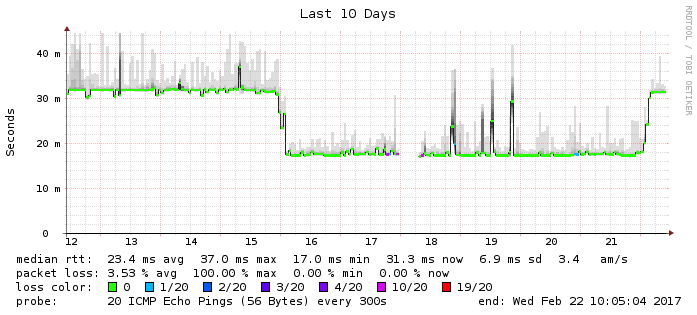 Last 10 Days
RRDTOOL / TOBI OETIKER
Seconds
40 m
30 m
20 m
10 m
0
12 13 14 15 16 17 18 19 20 21
median rtt: 23.4 ms avg 37.0 ms max 17.0 ms min 31.3 ms now 6.9 ms sd 3.4 am/s
packet loss: 3.53 % avg 100.00 % max 0.00 % min 0.00 % now
loss color: 0 1/20 2/20 3/20 4/20 10/20 19/20
probe: 20 ICMP Echo Pings (56 Bytes) every 300s end: Wed Feb 22 10:05:04 2017